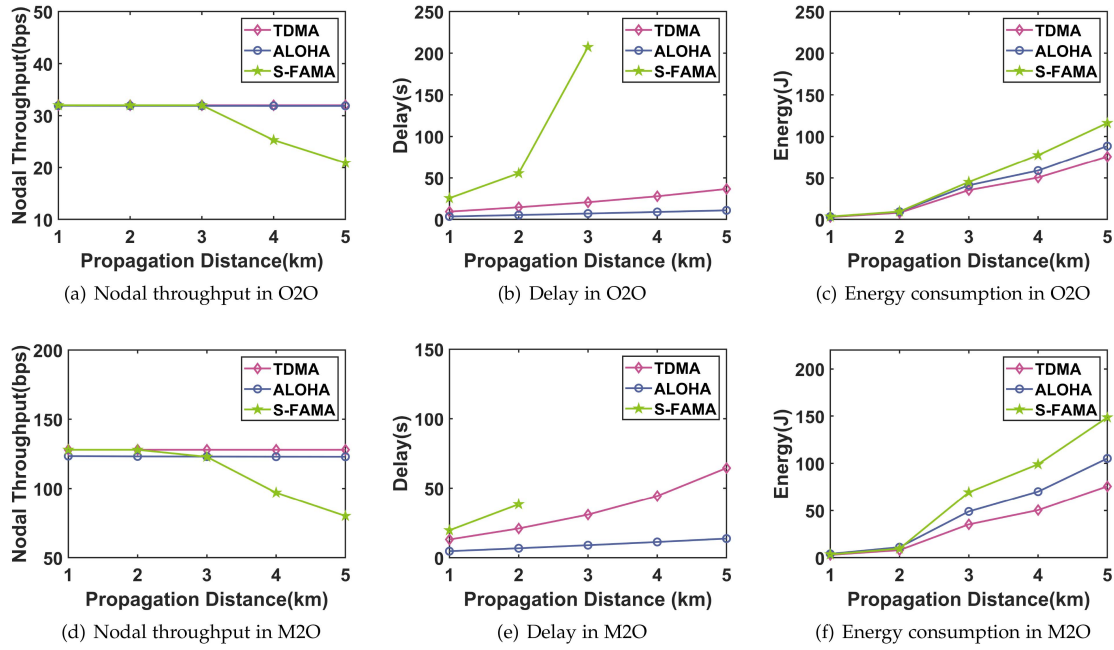 50
40
30
20
10
Nodal Throughput(bps)
TDMA
ALOHA
S-FAMA
1 2 3 4 5
Propagation Distance(km)
(a) Nodal throughput in O2O
250
200
150
100
50
0
Delay(s)
TDMA
ALOHA
S-FAMA
1 2 3 4 5
Propagation Distance (km)
(b) Delay in O2O
250
200
150
100
50
0
Energy(J)
TDMA
ALOHA
S-FAMA
1 2 3 4 5
Propagation Distance(km)
(c) Energy consumption in O2O
200
150
100
50
Nodal Throughput(bps)
TDMA
ALOHA
S-FAMA
1 2 3 4 5
Propagation Distance(km)
(d) Nodal throughput in M2O
150
100
50
0
Delay(s)
TDMA
ALOHA
S-FAMA
1 2 3 4 5
Propagation Distance (km)
(e) Delay in M2O
200
150
100
50
0
Energy(J)
TDMA
ALOHA
S-FAMA
1 2 3 4 5
Propagation Distance(km)
(f) Energy consumption in M2O